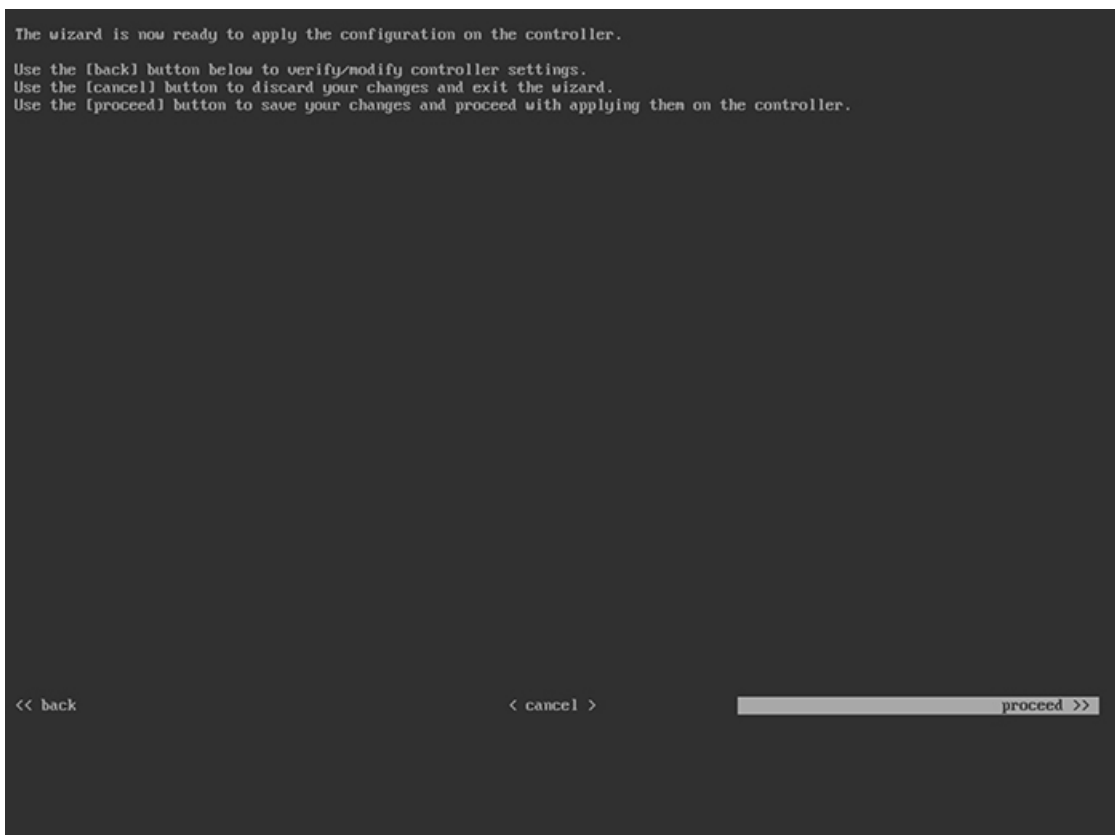 The wizard is now ready to apply the configuration on the controller.
Use the [back] button below to verify/modify controller settings.
Use the [cancel] button to discard your changes and exit the wizard.
Use the [proceed] button to save your changes and proceed with applying them on the controller.
<< back < cancel > proceed >>